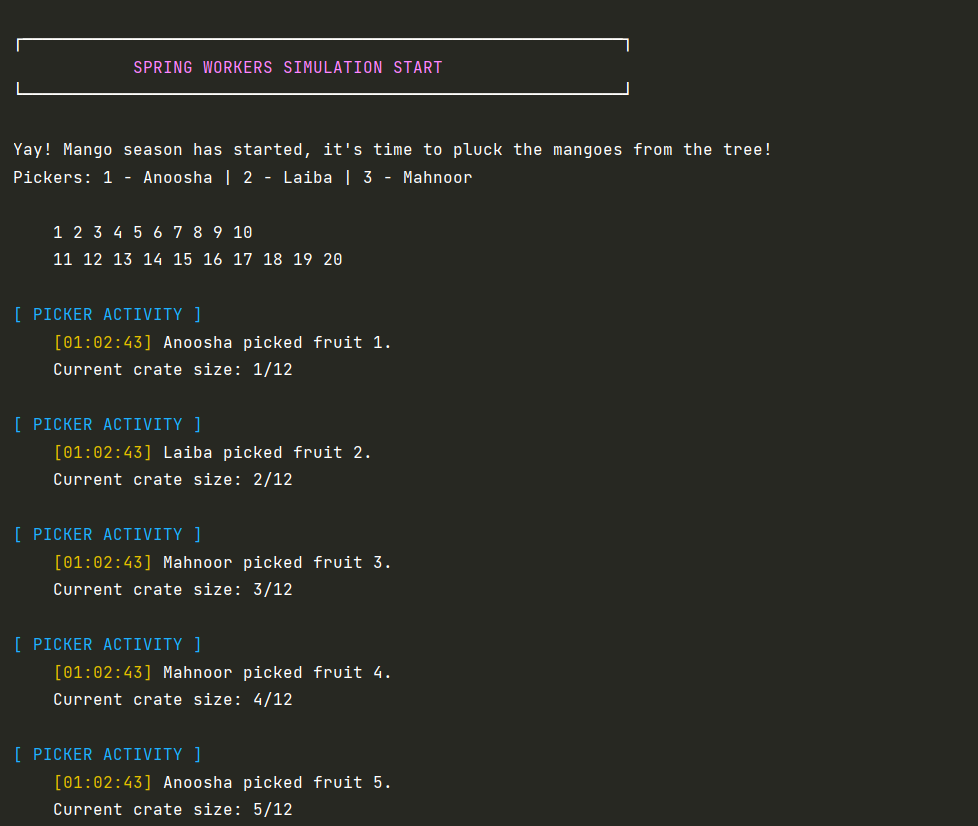 SPRING WORKERS SIMULATION START
Yay! Mango season has started, it's time to pluck the mangoes from the tree!
Pickers: 1 - Anoosha | 2 - Laiba | 3 - Mahnoor
1 2 3 4 5 6 7 8 9 10
11 12 13 14 15 16 17 18 19 20
[ PICKER ACTIVITY ]
[01:02:43] Anoosha picked fruit 1.
Current crate size: 1/12
[ PICKER ACTIVITY ]
[01:02:43] Laiba picked fruit 2.
Current crate size: 2/12
[ PICKER ACTIVITY ]
[01:02:43] Mahnoor picked fruit 3.
Current crate size: 3/12
[ PICKER ACTIVITY ]
[01:02:43] Mahnoor picked fruit 4.
Current crate size: 4/12
[ PICKER ACTIVITY ]
[01:02:43] Anoosha picked fruit 5.
Current crate size: 5/12